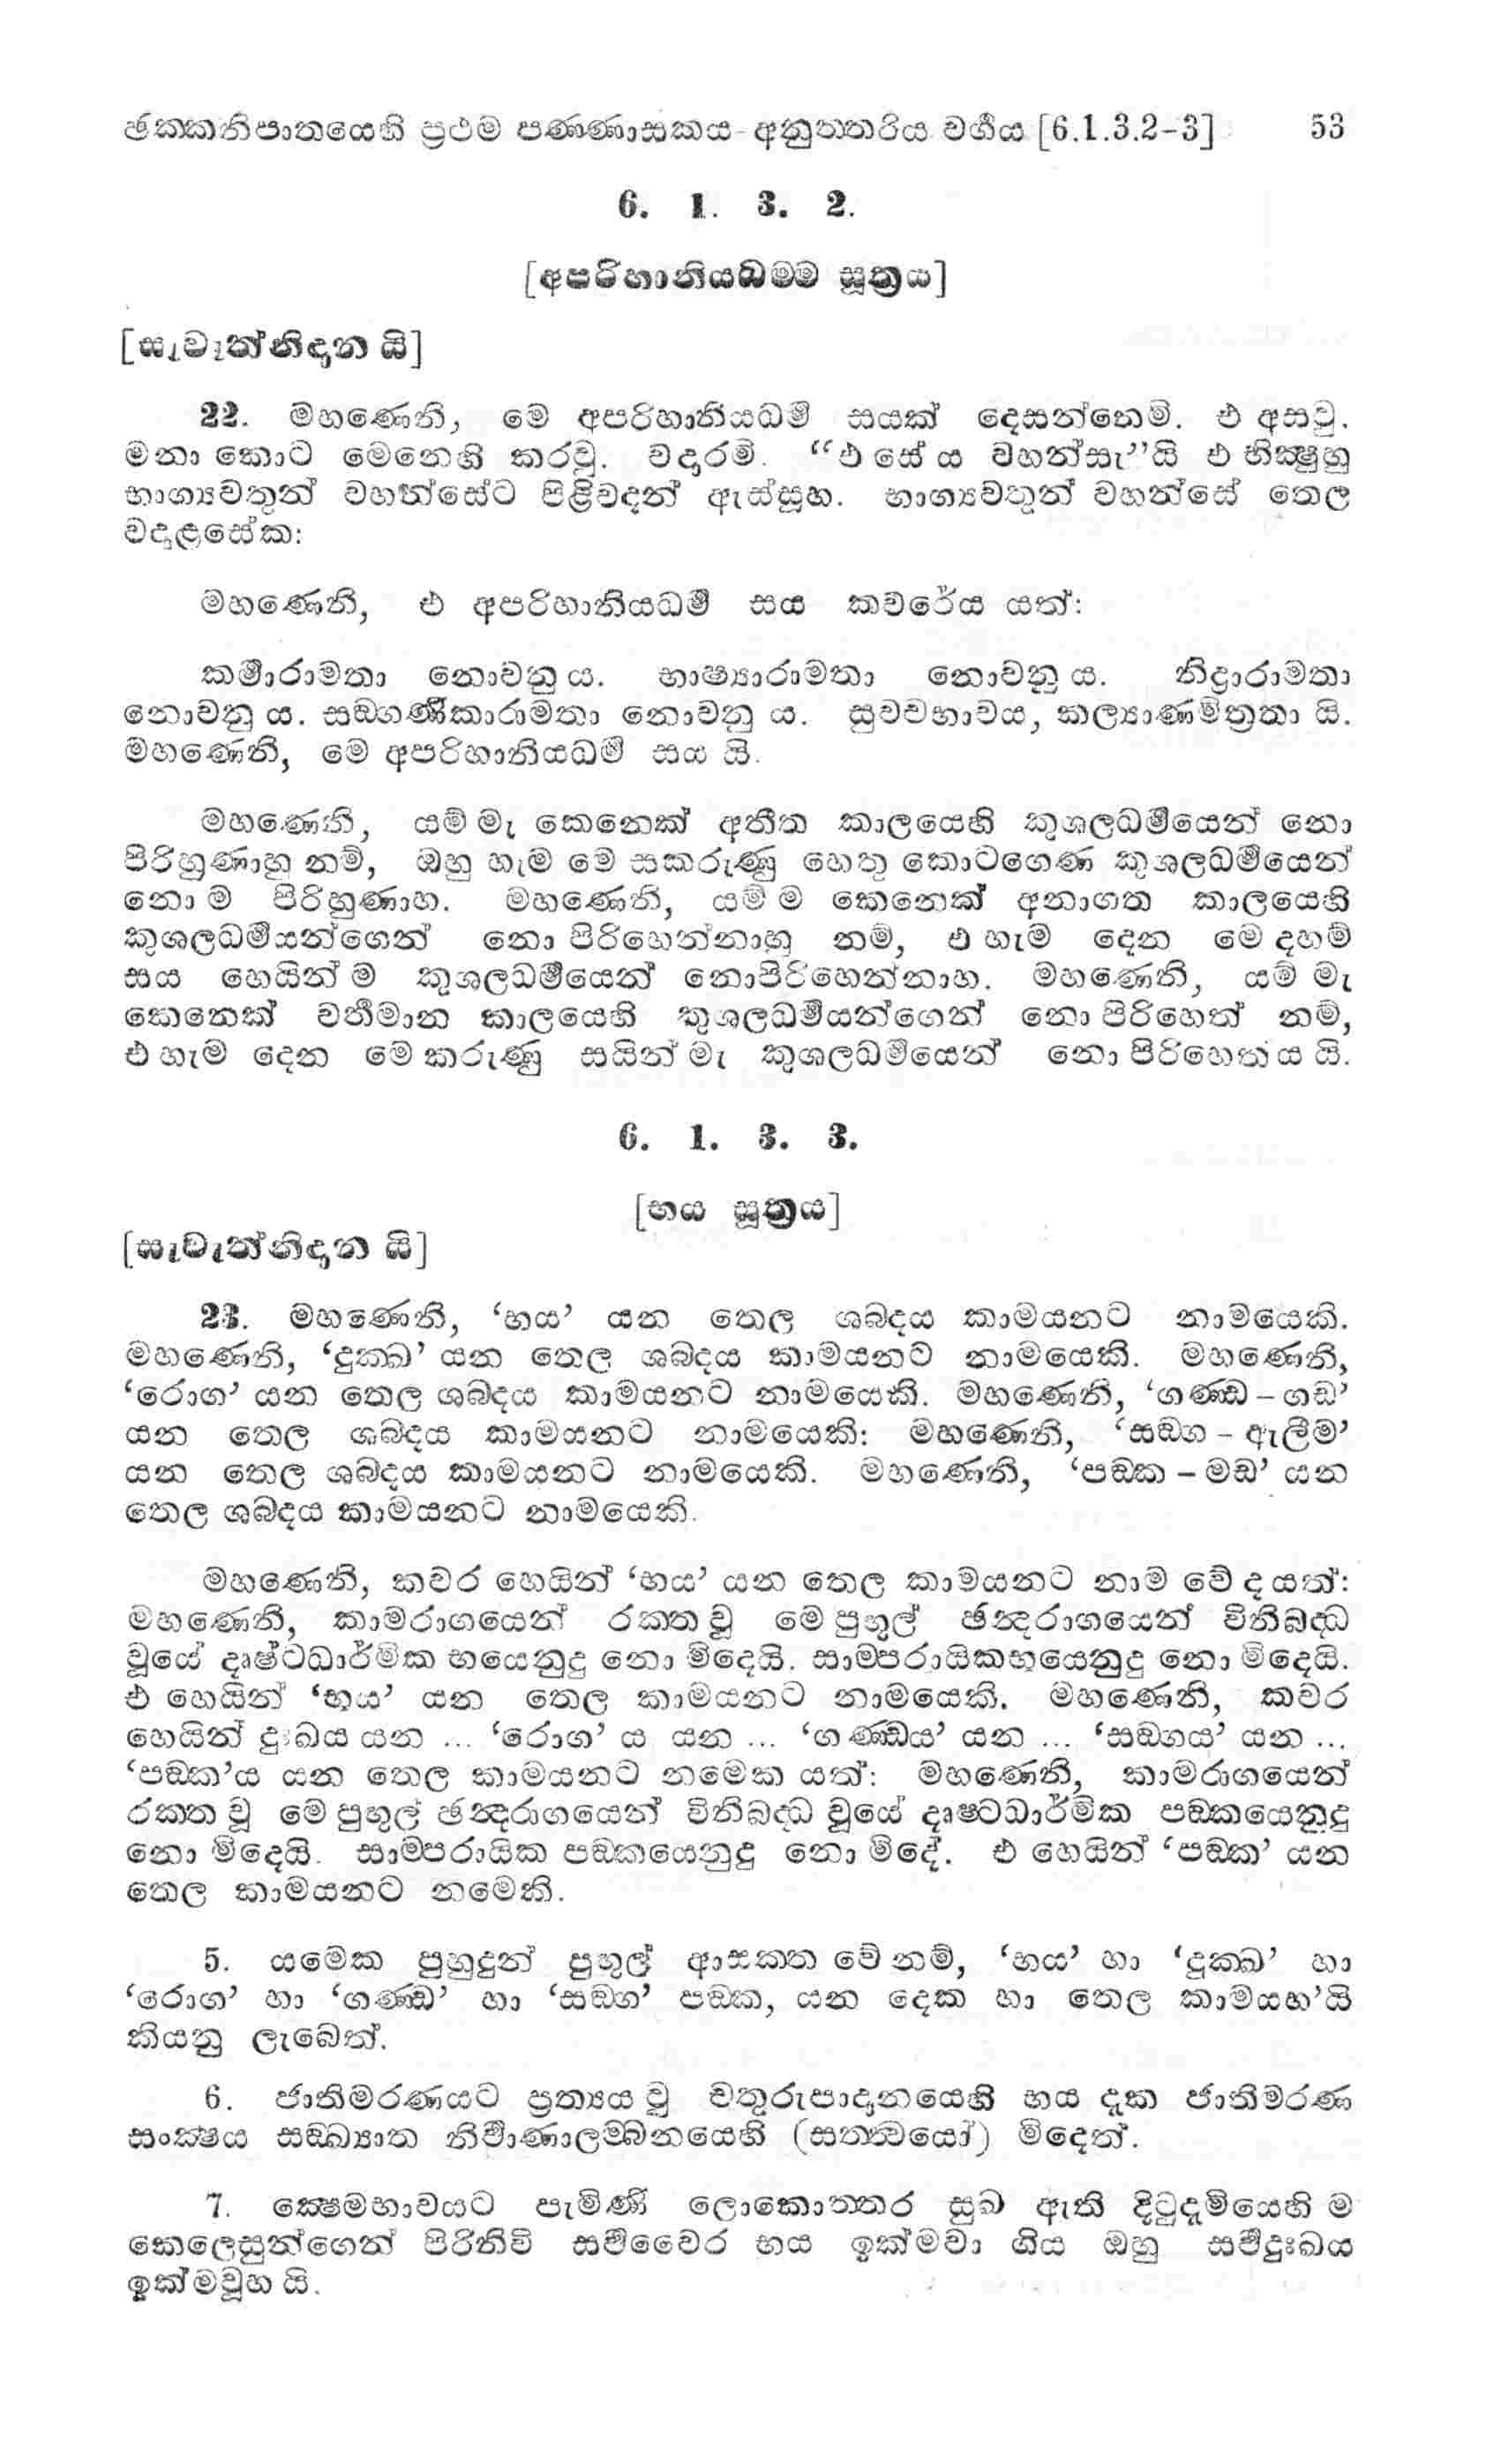 ඡක්කනිපාතයෙහි ප්‍රථම පණ්ණාසකය - අනුත්තරිය වර්‍ගය [6.1.3.2-3] 53
6. 1. 3. 2.
[අපරිහානියධම්ම සූත්‍රය]
[සැවැත්නිදාන යි]
22. මහණෙනි, මෙ අපරිහානියධර්‍ම සයක් දෙසන්නෙමි. එ අසවු.
මනා කොට මෙනෙහි කරවු. වදාරමි. “එ සේ ය වහන්සැ”යි එ භික්‍ෂුහු
භාග්‍යවතුන් වහන්සේට පිළිවදන් ඇස්සූහ. භාග්‍යවතුන් වහන්සේ තෙල
වදාළසේක:
මහණෙනි, එ අපරිහානියධර්‍ම සය කවරේය යත්:
කර්‍මාරාමතා නොවනු ය. භාෂ්‍යාරාමතා නොවනු ය. නිද්‍රාරාමතා
නොවනු ය. සඞ්ගණිකාරාමතා නොවනු ය. සුවචභාවය, කල්‍යාණමිත්‍රතා යි.
මහණෙනි, මෙ අපරිහානියධර්‍ම සය යි.
මහණෙනි, යම් මැ කෙනෙක් අතීත කාලයෙහි කුශලධර්‍මයෙන් නො
පිරිහුණාහු නම්, ඔහු හැම මෙ සකරුණු හෙතු කොටගෙණ කුශලධර්‍මයෙන්
නො ම පිරිහුණාහ. මහණෙනි, යම් ම කෙනෙක් අනාගත කාලයෙහි
කුශලධර්‍මයන්ගෙන් නො පිරිහෙන්නාහු නම්, එ හැම දෙන මෙ දහම්
සය හෙයින් ම කුශලධර්‍මයෙන් නොපිරිහෙන්නාහ. මහණෙනි, යම් මැ
කෙනෙක් වර්‍තමාන කාලයෙහි කුශලධර්‍මයන්ගෙන් නො පිරිහෙත් නම්,
එ හැම දෙන මෙ කරුණු සයින් මැ කුශලධර්‍මයෙන් නො පිරිහෙත ය යි.
6. 1. 3. 3.
[භය සූත්‍රය]
[සැවැත්නිදාන යි]
23. මහණෙනි, ‘භය’ යන තෙල ශබ්දය කාමයනට නාමයෙකි.
මහණෙනි, ‘දුක්ඛ’ යන තෙල ශබ්දය කාමයනට නාමයෙකි. මහණෙනි,
‘රොග’ යන තෙල ශබ්දය කාමයනට නාමයෙකි. මහණෙනි, ‘ගණ්ඩ – ගඩ’
යන තෙල ශබ්දය කාමයනට නාමයෙකි: මහණෙනි, ‘සඞ්ග – ඇලීම’
යන තෙල ශබ්දය කාමයනට නාමයෙකි. මහණෙනි, ‘පඞ්ක – මඩ’ යන
තෙල ශබ්දය කාමයනට නාමයෙකි.
මහණෙනි, කවර හෙයින් ‘භය’ යන තෙල කාමයනට නාම වේ ද යත්:
මහණෙනි, කාමරාගයෙන් රක්ත වූ මෙ පුහුල් ඡන්‍දරාගයෙන් විනිබද්ධ
වූයේ දෘෂ්ටධාර්මික භයෙනුදු නො මිදෙයි. සාම්පරායිකභයෙනුදු නො මිදෙයි.
එ හෙයින් ‘භය’ යන තෙල කාමයනට නාමයෙකි. මහණෙනි, කවර
හෙයින් දුඃඛය යන ... ‘රොග’ ය යන ... ‘ගණ්ඩය’ යන ... ‘සඞ්ගය’ යන ...
‘පඞ්ක’ය යන තෙල කාමයනට නමෙක යත්: මහණෙනි, කාමරාගයෙන්
රක්ත වූ මෙ පුහුල් ඡන්‍දරාගයෙන් විනිබද්ධ වූයේ දෘෂ්ටධාර්මික පඞ්කයෙනුදු
නො මිදෙයි. සාම්පරායික පඞ්කයෙනුදු නො මිදේ. එ හෙයින් ‘පඞ්ක’ යන
තෙල කාමයනට නමෙකි.
5. යමෙක පුහුදුන් පුහුල් ආසක්ත වේ නම්, ‘භය’ හා ‘දුක්ඛ’ හා
‘රොග’ හා ‘ගණ්ඩ’ හා ‘සඞ්ග’ පඞ්ක, යන දෙක හා තෙල කාමයහ’යි
කියනු ලැබෙත්.
6. ජාතිමරණයට ප්‍රත්‍යය වූ චතුරුපාදානයෙහි භය දැක ජාතිමරණ
සංක්‍ෂය සඞ්ඛ්‍යාත නිර්‍වාණාලම්බනයෙහි (සත්ත්‍වයෝ) මිදෙත්.
7. ක්‍ෂෙමභාවයට පැමිණි ලොකොත්තර සුඛ ඇති දිටුදැමියෙහි ම
කෙලෙසුන්ගෙන් පිරිනිවි සර්‍වවෛර භය ඉක්මවා ගිය ඔහු සර්‍වදුඃඛය
ඉක්මවූහ යි.